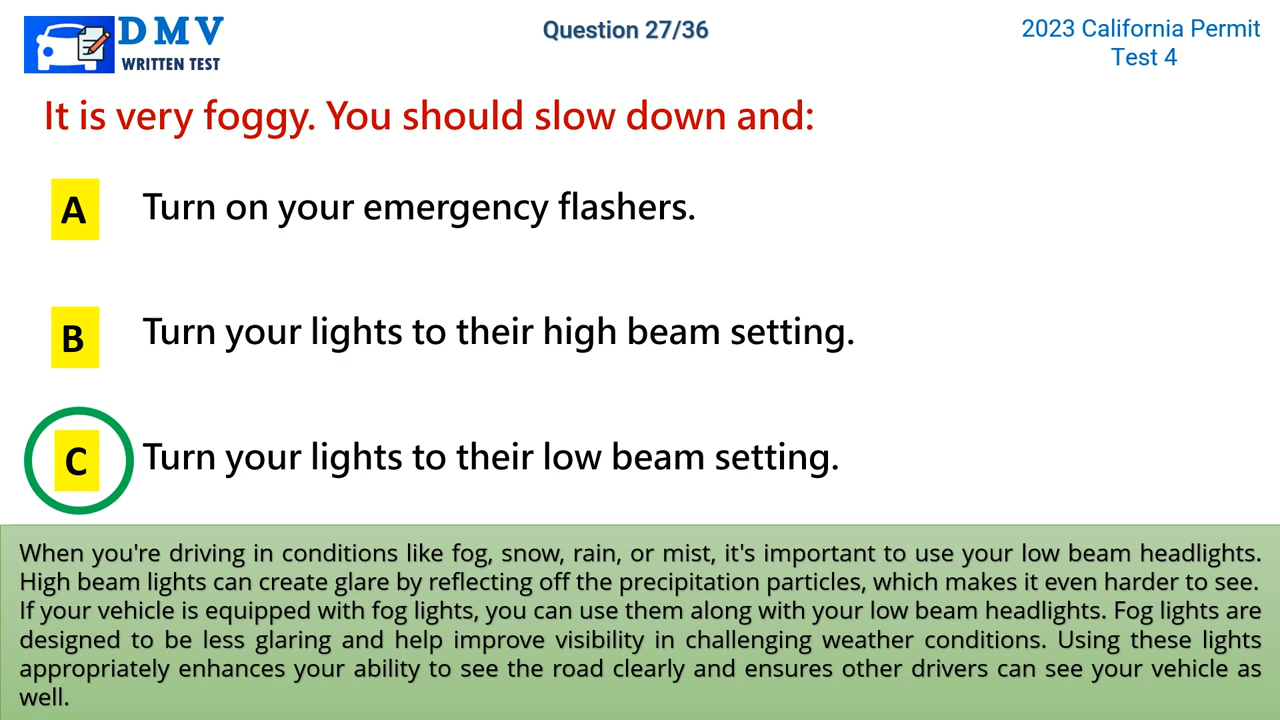 DMV
WRITTEN TEST
Question 27/36
2023 California Permit
Test 4
It is very foggy. You should slow down and:
A Turn on your emergency flashers.
B Turn your lights to their high beam setting.
C Turn your lights to their low beam setting.
When you're driving in conditions like fog, snow, rain, or mist, it's important to use your low beam headlights.
High beam lights can create glare by reflecting off the precipitation particles, which makes it even harder to see.
If your vehicle is equipped with fog lights, you can use them along with your low beam headlights. Fog lights are
designed to be less glaring and help improve visibility in challenging weather conditions. Using these lights
appropriately enhances your ability to see the road clearly and ensures other drivers can see your vehicle as
well.